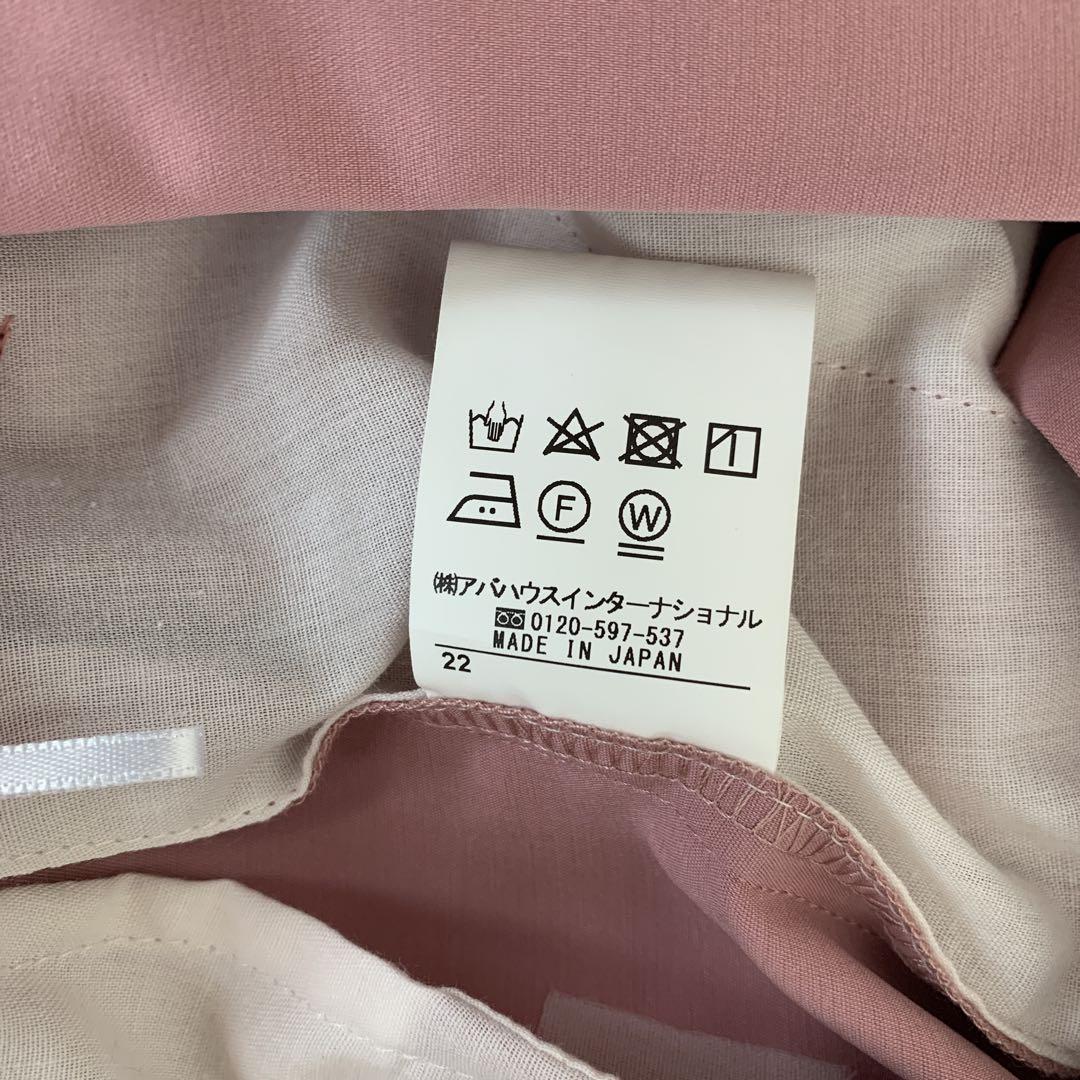 F W
(株)アバハウスインターナショナル
0120-597-537
MADE IN JAPAN
22